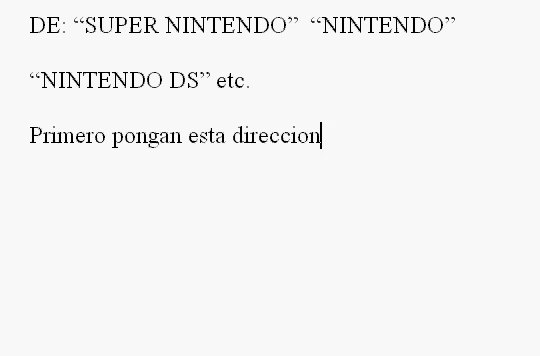 DE: “SUPER NINTENDO”  “NINTENDO”
“NINTENDO DS” etc.
Primero pongan esta direccion